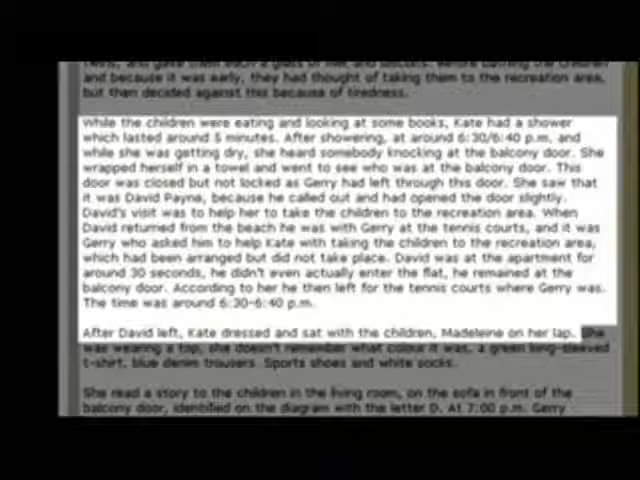 and because it was early, they had thought of taking them to the recreation area,
but then decided against this because of tiredness.
While the children were eating and looking at some books, Kate had a shower
which lasted around 5 minutes. After showering, at around 6:30/6:40 p.m. and
while she was getting dry, she heard somebody knocking at the balcony door. She
wrapped herself in a towel and went to see who was at the balcony door. This
door was closed but not locked as Gerry had left through this door. She saw that
it was David Payne, because he called out and had opened the door slightly.
David's visit was to help her to take the children to the recreation area. When
David returned from the beach he was with Gerry at the tennis courts, and it was
Gerry who asked him to help Kate with taking the children to the recreation area,
which had been arranged but did not take place. David was at the apartment for
around 30 seconds, he didn't even actually enter the flat, he remained at the
balcony door. According to her he then left for the tennis courts where Gerry was.
The time was around 6:30-6:40 p.m.
After David left, Kate dressed and sat with the children, Madeleine on her lap. She
was wearing a top, she doesn't remember what colour it was, a green long-sleeved
t-shirt, blue denim trousers. Sports shoes and white socks.
She read a story to the children in the living room, on the sofa in front of the
balcony door, identified on the diagram with the letter D. At 7:00 p.m. Gerry